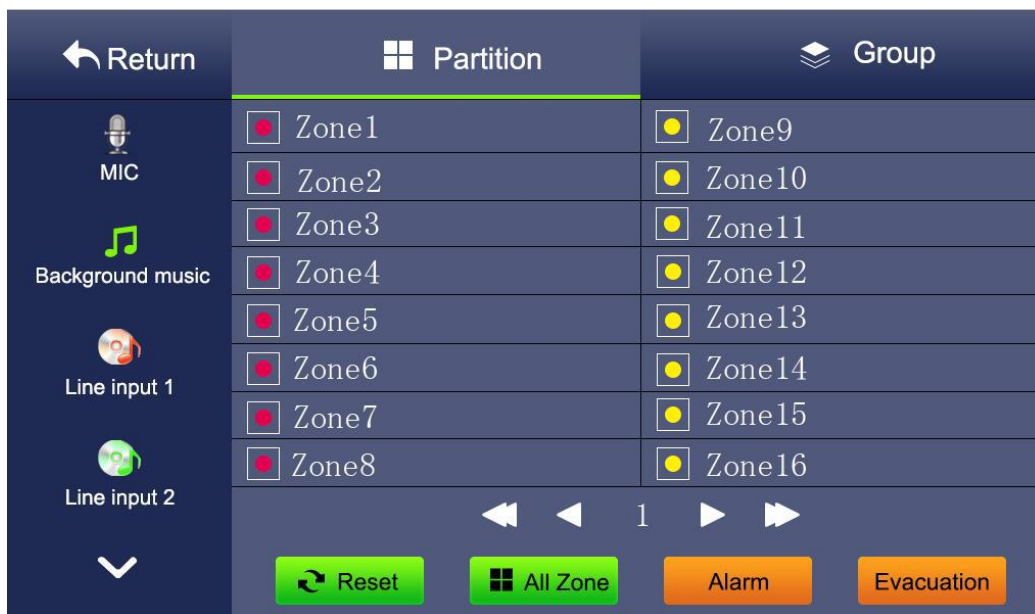 Return
Partition
Group
MIC
Background music
Line input 1
Line input 2
Zone1
Zone2
Zone3
Zone4
Zone5
Zone6
Zone7
Zone8
Zone9
Zone10
Zone11
Zone12
Zone13
Zone14
Zone15
Zone16
1
Reset
All Zone
Alarm
Evacuation